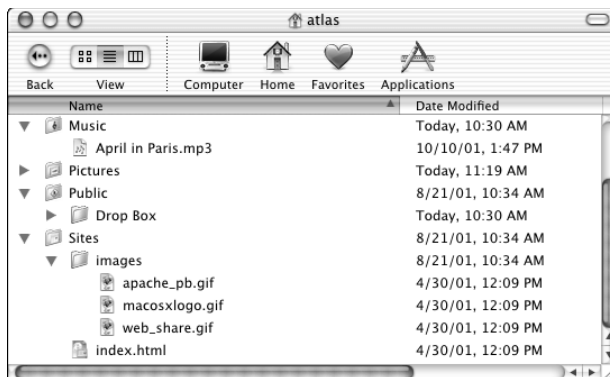 atlas
Back View Computer Home Favorites Applications
Name Date Modified
Music Today, 10:30 AM
April in Paris.mp3 10/10/01, 1:47 PM
Pictures Today, 11:19 AM
Public 8/21/01, 10:34 AM
Drop Box Today, 10:30 AM
Sites 8/21/01, 10:34 AM
images 8/21/01, 10:34 AM
apache_pb.gif 4/30/01, 12:09 PM
macosxlogo.gif 4/30/01, 12:09 PM
web_share.gif 4/30/01, 12:09 PM
index.html 4/30/01, 12:09 PM